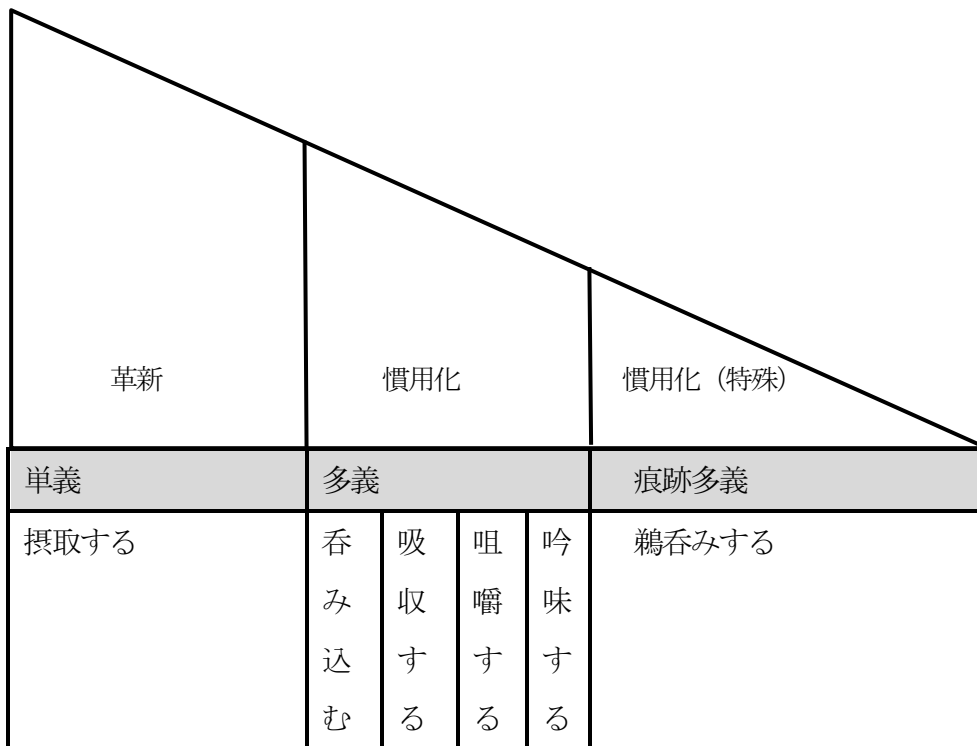 革新
慣用化
慣用化（特殊）
単義
多義
痕跡多義
摂取する
呑み込む
吸収する
咀嚼する
吟味する
鵜呑みする